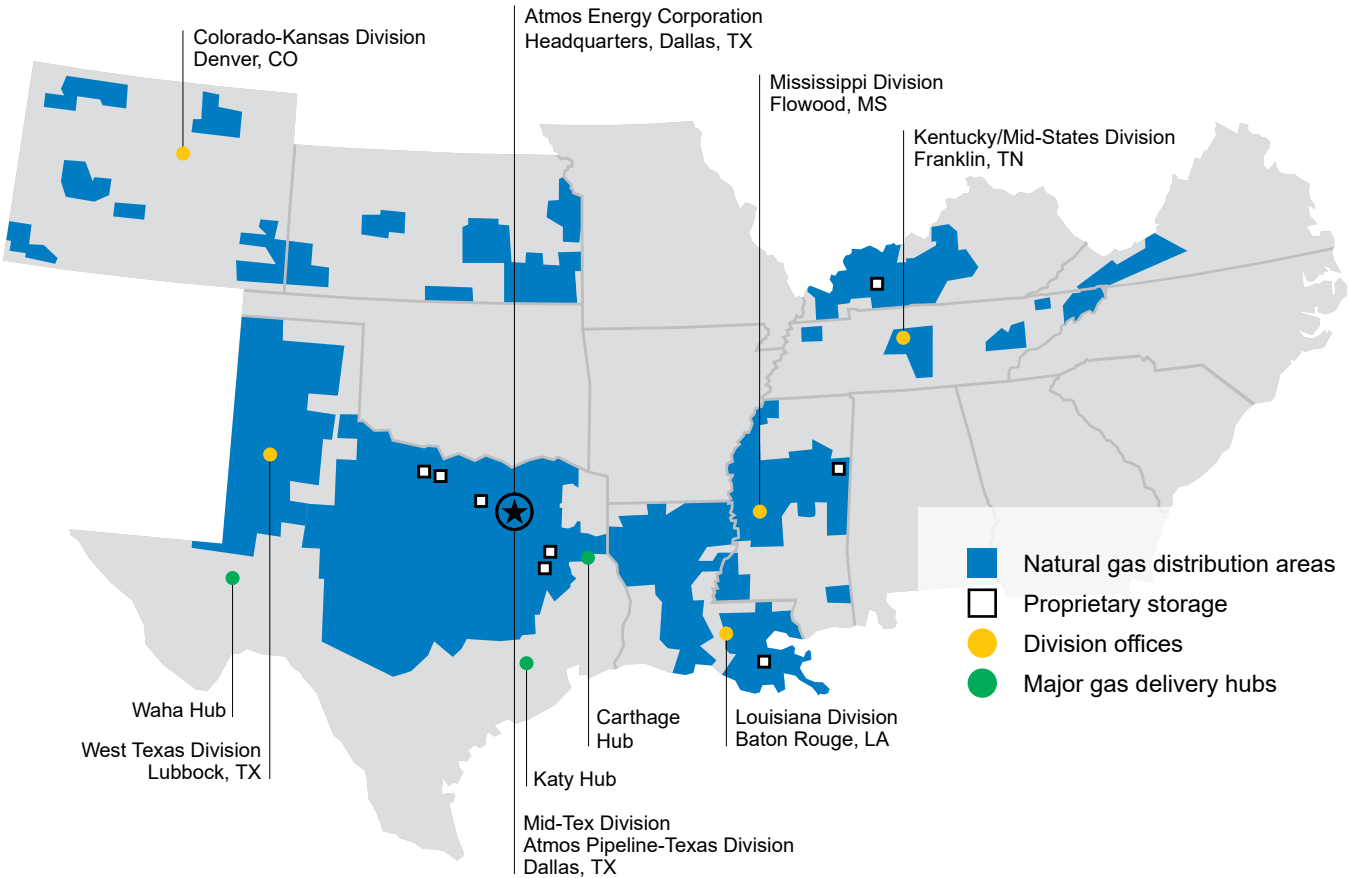 Atmos Energy Corporation
Headquarters, Dallas, TX
Colorado-Kansas Division
Denver, CO
Mississippi Division
Flowood, MS
Kentucky/Mid-States Division
Franklin, TN
Natural gas distribution areas
Proprietary storage
Division offices
Major gas delivery hubs
Waha Hub
West Texas Division
Lubbock, TX
Carthage
Hub
Louisiana Division
Baton Rouge, LA
Katy Hub
Mid-Tex Division
Atmos Pipeline-Texas Division
Dallas, TX